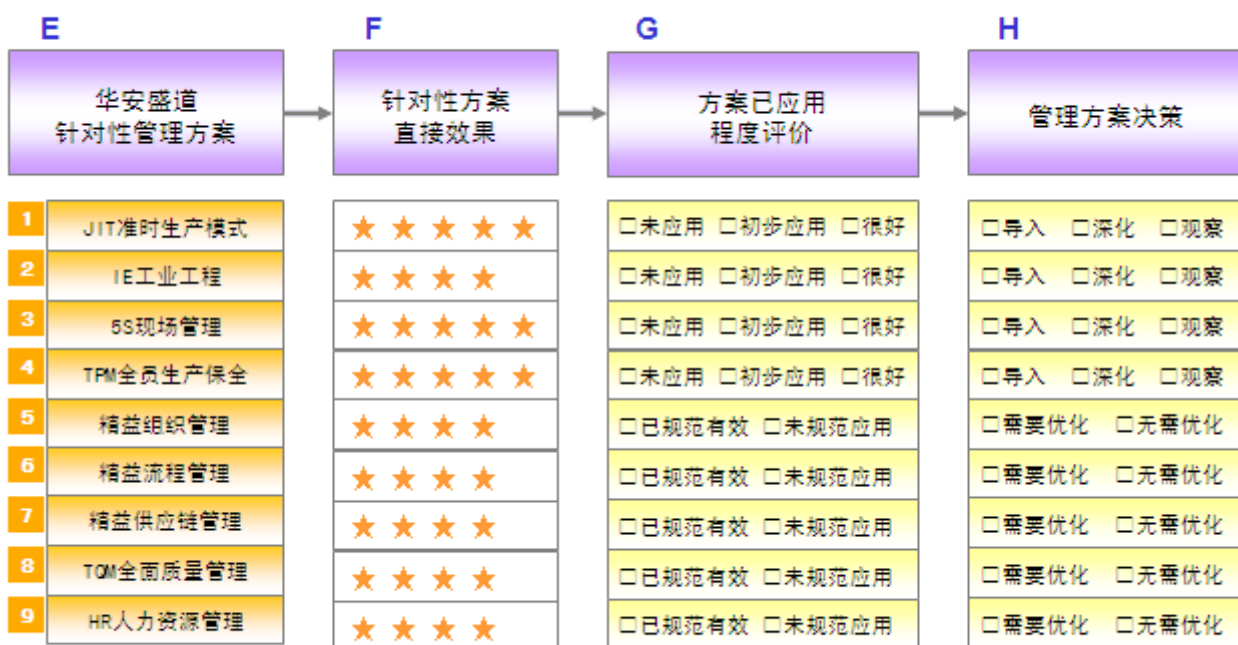 E F G H
华安盛道
针对性管理方案
针对性方案
直接效果
方案已应用
程度评价
管理方案决策
1 JIT准时生产模式 ★ ★ ★ ★ ★ □未应用 □初步应用 □很好 □导入 □深化 □观察
2 IE工业工程 ★ ★ ★ ★ □未应用 □初步应用 □很好 □导入 □深化 □观察
3 5S现场管理 ★ ★ ★ ★ ★ □未应用 □初步应用 □很好 □导入 □深化 □观察
4 TPM全员生产保全 ★ ★ ★ ★ ★ □未应用 □初步应用 □很好 □导入 □深化 □观察
5 精益组织管理 ★ ★ ★ ★ □已规范有效 □未规范应用 □需要优化 □无需优化
6 精益流程管理 ★ ★ ★ ★ □已规范有效 □未规范应用 □需要优化 □无需优化
7 精益供应链管理 ★ ★ ★ ★ □已规范有效 □未规范应用 □需要优化 □无需优化
8 TQM全面质量管理 ★ ★ ★ ★ □已规范有效 □未规范应用 □需要优化 □无需优化
9 HR人力资源管理 ★ ★ ★ ★ □已规范有效 □未规范应用 □需要优化 □无需优化